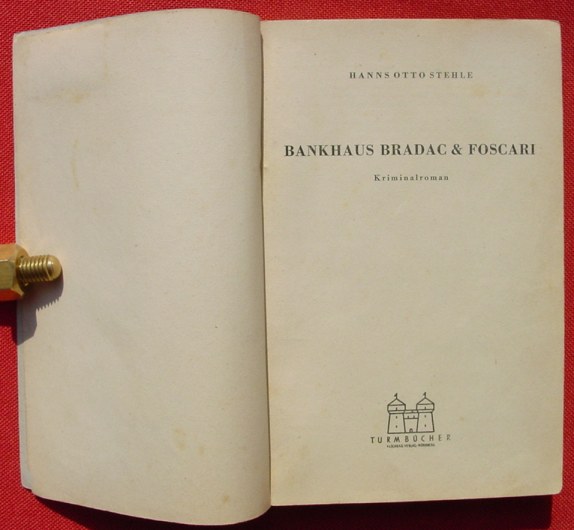 HANNS OTTO STEHLE
BANKHAUS BRADAC & FOSCARI
Kriminalroman
TURMBÜCHER